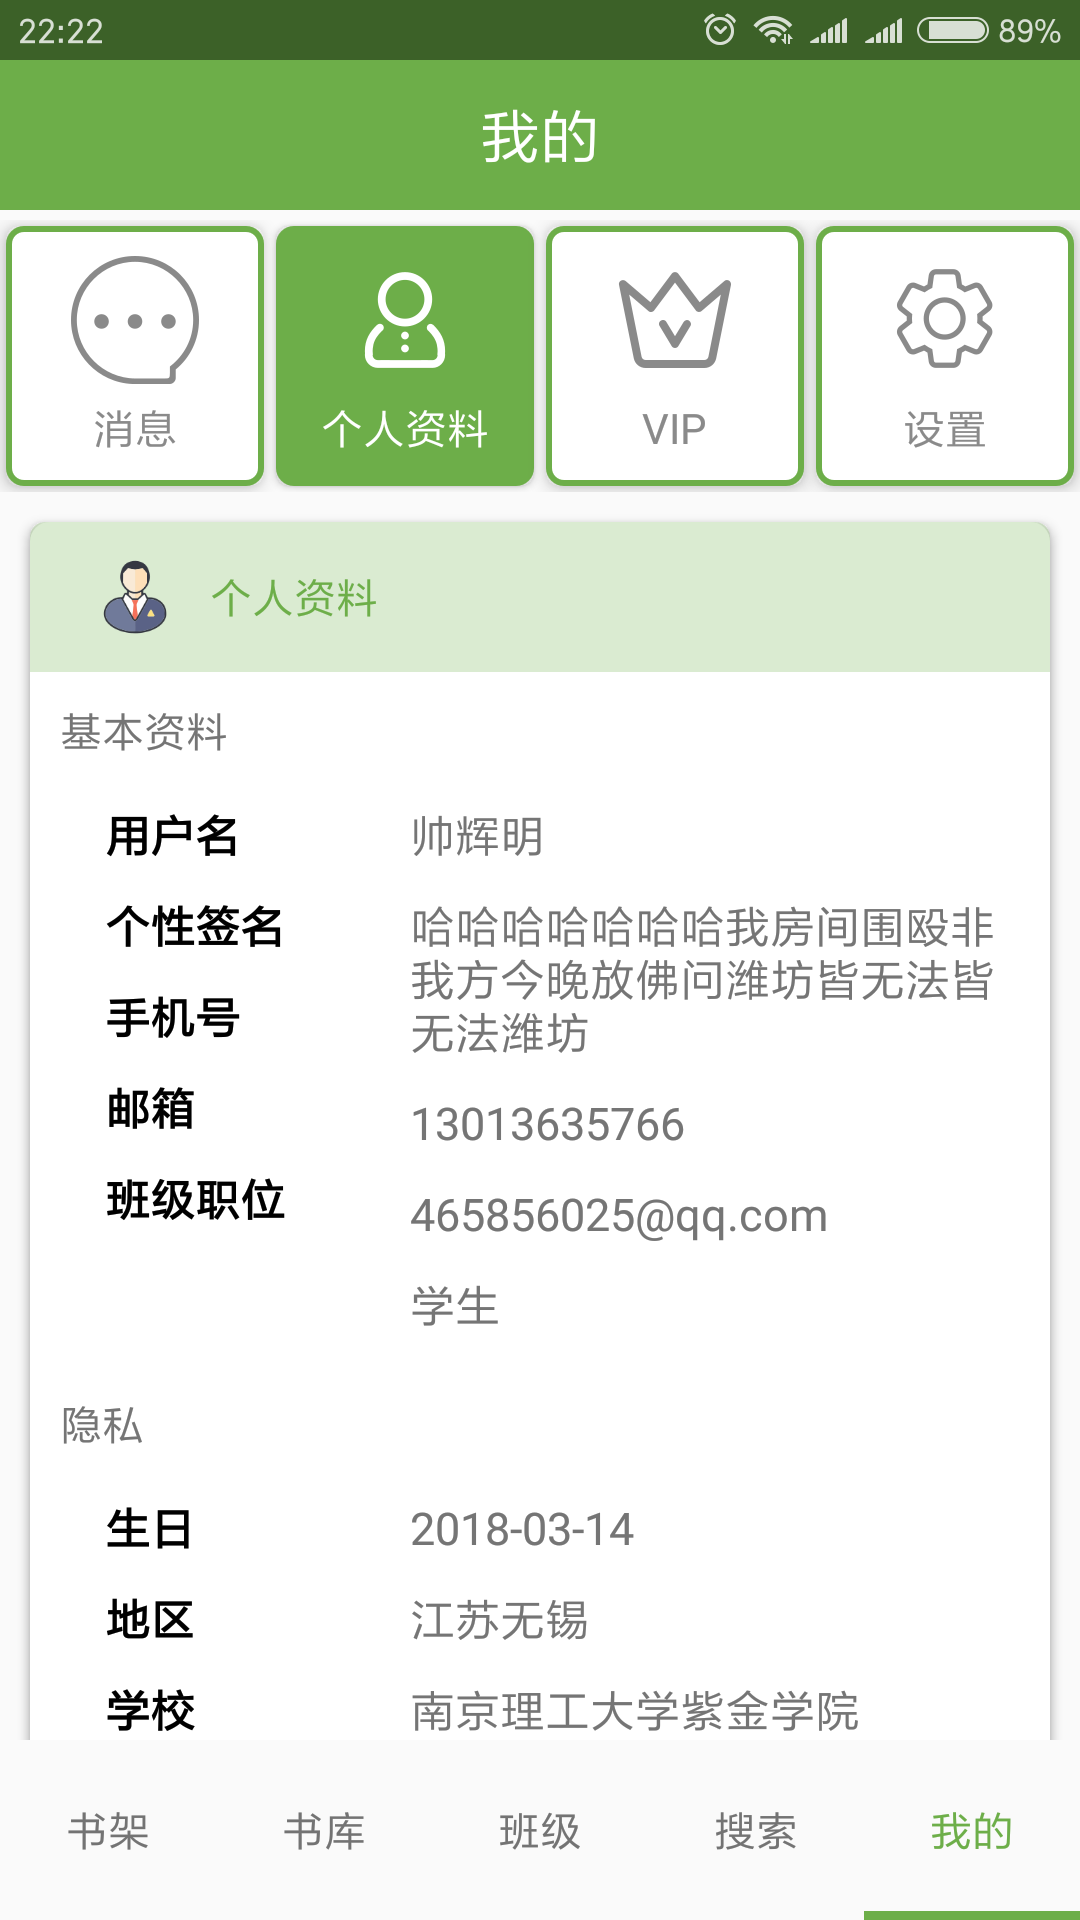 22:22
89%
我的
消息
个人资料
VIP
设置
个人资料
基本资料
用户名
帅辉明
个性签名
哈哈哈哈哈哈哈我房间围殴非
我方今晚放佛问潍坊皆无法皆
无法潍坊
手机号
13013635766
邮箱
465856025@qq.com
班级职位
学生
隐私
生日
2018-03-14
地区
江苏无锡
学校
南京理工大学紫金学院
书架
书库
班级
搜索
我的